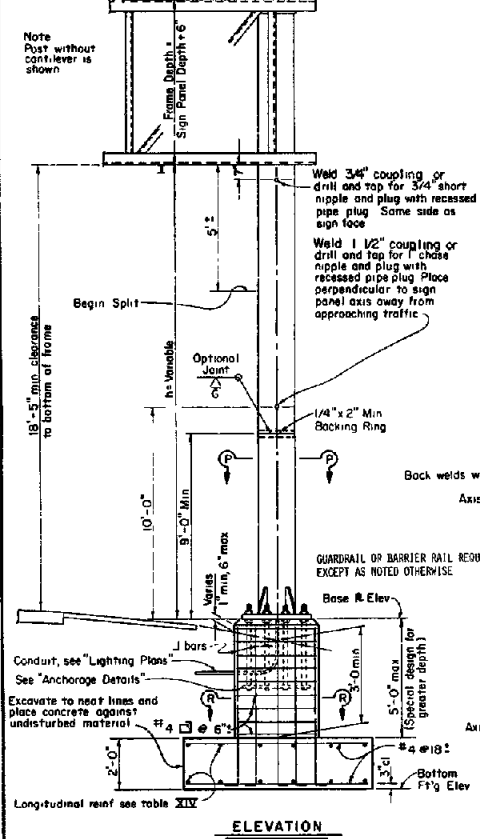 Note
Post without
cantilever is
shown
Frame Depth =
Sign Panel Depth + 6"
Weld 3/4" coupling or
drill and tap for 3/4" short
nipple and plug with recessed
pipe plug Same side as
sign face
5' ±
Weld 1 1/2" coupling or
drill and tap for 1" chase
nipple and plug with
recessed pipe plug Place
perpendicular to sign
panel axis away from
approaching traffic
Begin Split
18'-5" min clearance
to bottom of frame
h = Variable
Optional
Joint
1/4" x 2" Min
Backing Ring
10'-0"
9'-0" Min
P
P
Back welds w
Axis
GUARDRAIL OR BARRIER RAIL REQU
EXCEPT AS NOTED OTHERWISE
Varies
1" min, 6" max
Base ℞ Elev
J bars
Conduit, see "Lighting Plans"
See "Anchorage Details"
3'-0 min
5'-0" max
(Special design for
greater depth)
Excavate to neat lines and
place concrete against
undisturbed material
R
R
#4 @ 6" ±
Axi
2'-0"
#4 @ 18" ±
3" cl
Bottom
Ft'g Elev
Longitudinal reinf see table XIV
ELEVATION